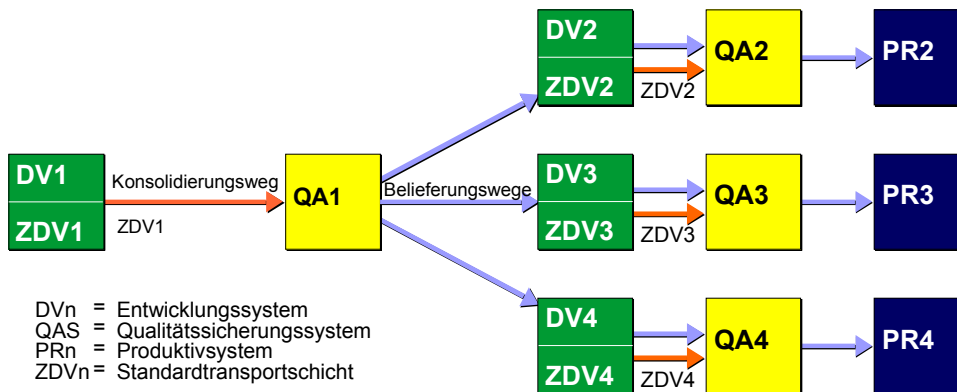 DV2
ZDV2
ZDV2
QA2
PR2
DV1
ZDV1
Konsolidierungsweg
ZDV1
QA1
Belieferungswege
DV3
ZDV3
ZDV3
QA3
PR3
DV4
ZDV4
ZDV4
QA4
PR4
DVn = Entwicklungssystem
QAS = Qualitätssicherungssystem
PRn = Produktivsystem
ZDVn = Standardtransportschicht